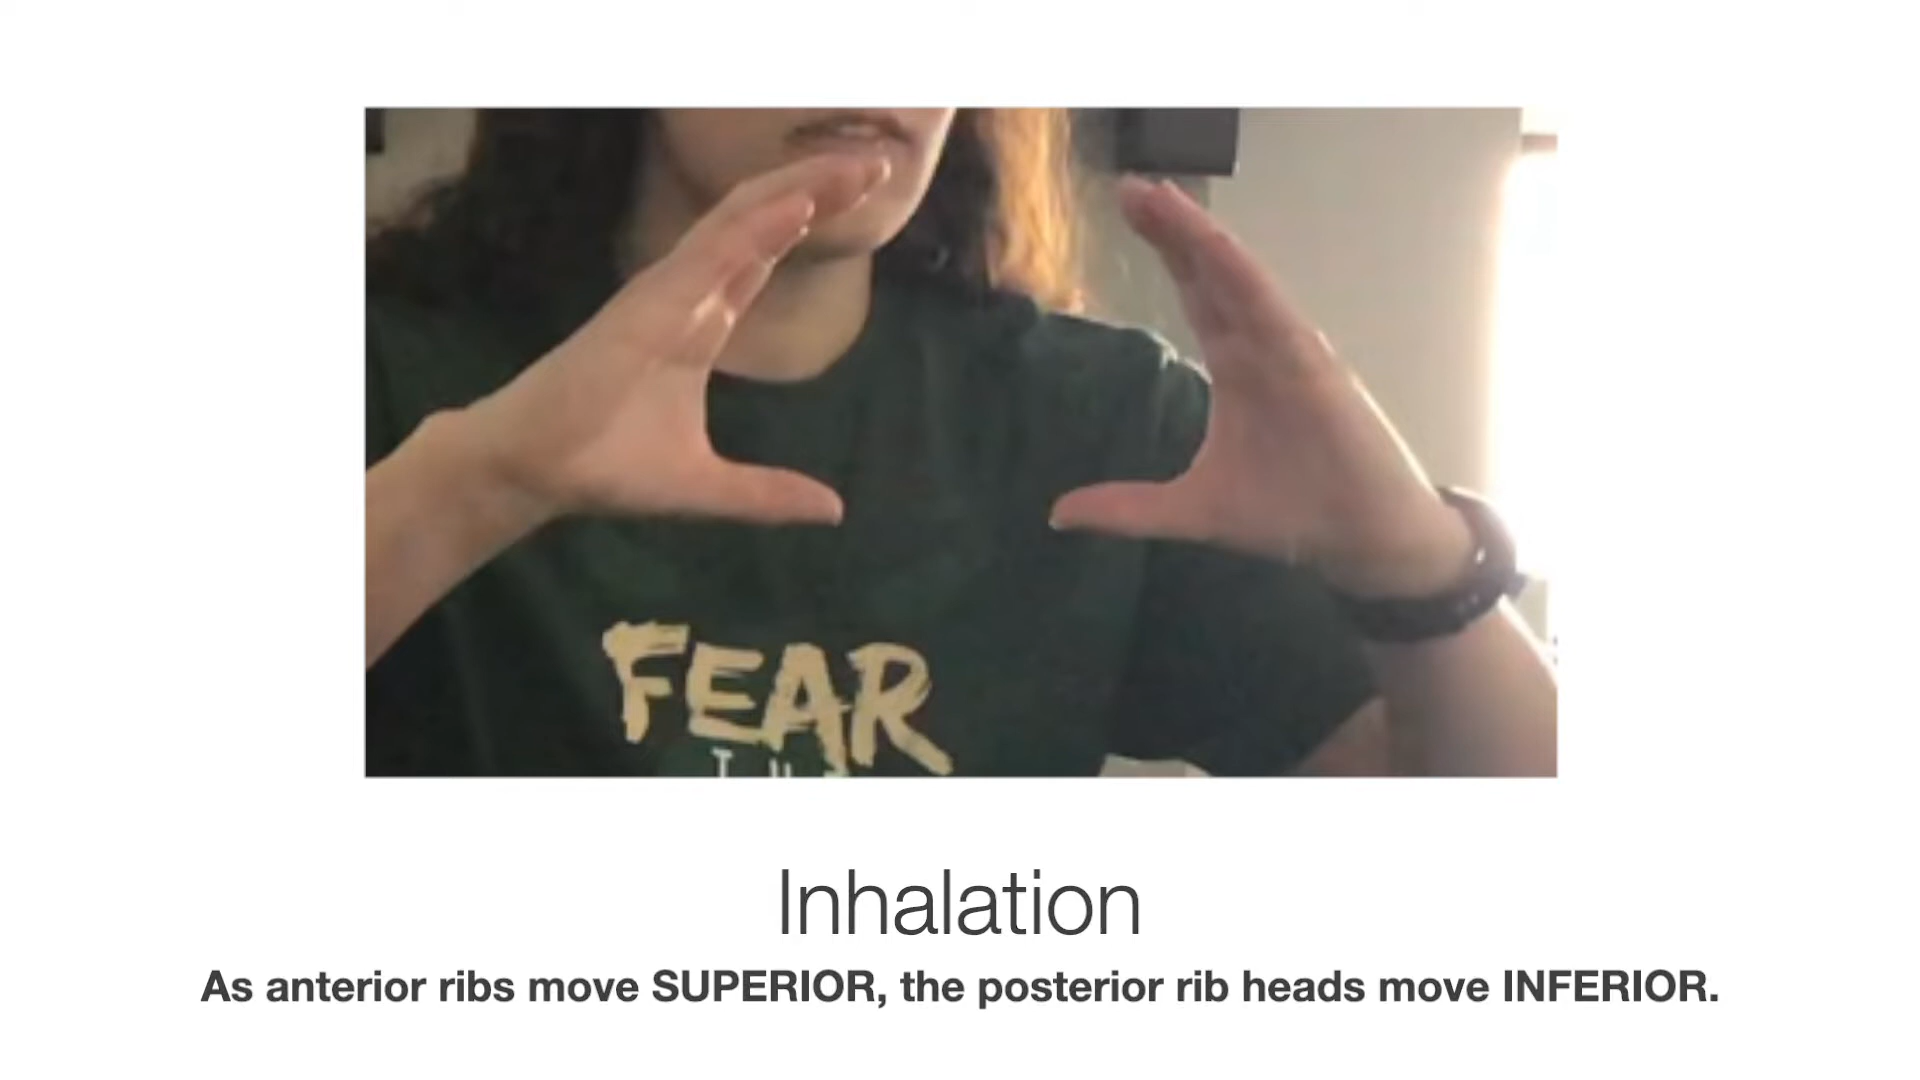 FEAR
Inhalation
As anterior ribs move SUPERIOR, the posterior rib heads move INFERIOR.